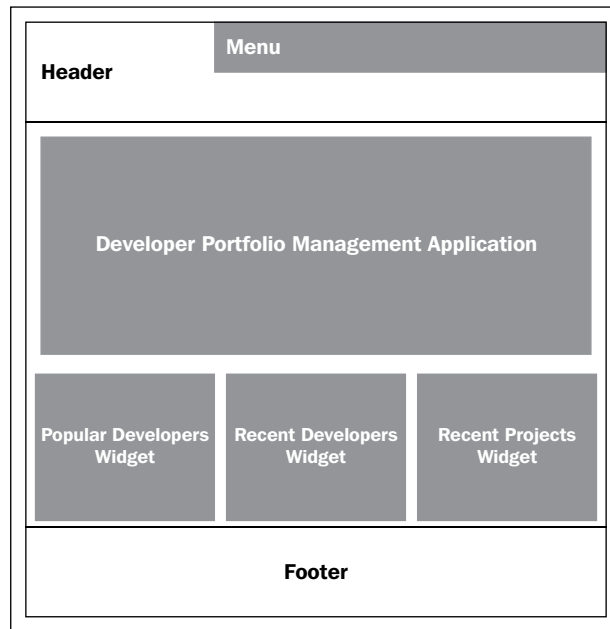 Menu
Header
Developer Portfolio Management Application
Popular Developers
Widget
Recent Developers
Widget
Recent Projects
Widget
Footer